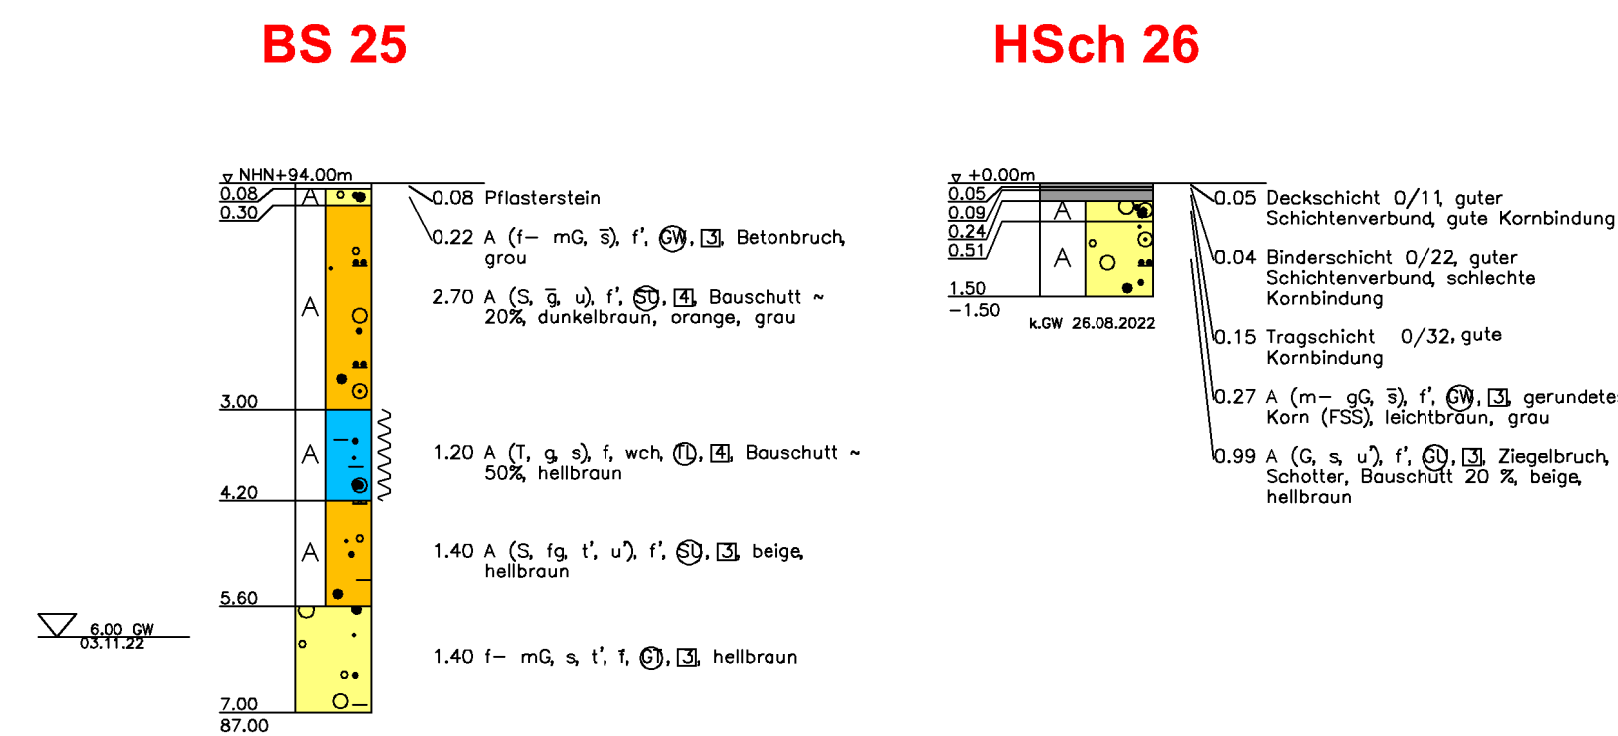 BS 25
HSch 26
NHN+94.00m
0.08
0.30
3.00
4.20
5.60
7.00
87.00
A
A
A
A
6.00 GW
03.11.22
0.08 Pflasterstein
0.22 A (f– mG, s̅), f', GW, 3, Betonbruch,
grau
2.70 A (S, g̅, u), f', SU, 4, Bauschutt ~
20%, dunkelbraun, orange, grau
1.20 A (T, g, s), f, wch, TL, 4, Bauschutt ~
50%, hellbraun
1.40 A (S, fg, t', u'), f', SU, 3, beige,
hellbraun
1.40 f– mG, s, t', f̅, GT, 3, hellbraun
+0.00m
0.05
0.09
0.24
0.51
1.50
–1.50
A
A
k.GW 26.08.2022
0.05 Deckschicht 0/11, guter
Schichtenverbund, gute Kornbindung
0.04 Binderschicht 0/22, guter
Schichtenverbund, schlechte
Kornbindung
0.15 Tragschicht 0/32, gute
Kornbindung
0.27 A (m– gG, s̅), f', GW, 3, gerundetes
Korn (FSS), leichtbraun, grau
0.99 A (G, s, u'), f', GU, 3, Ziegelbruch,
Schotter, Bauschutt 20 %, beige,
hellbraun